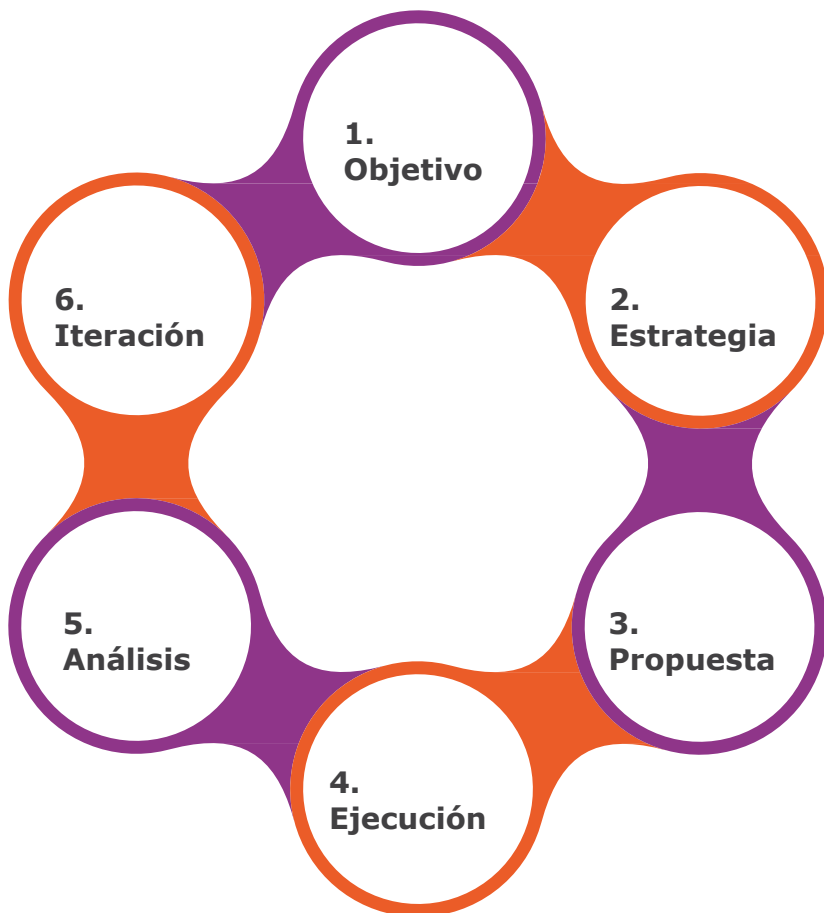 1.
Objetivo
2.
Estrategia
3.
Propuesta
4.
Ejecución
5.
Análisis
6.
Iteración